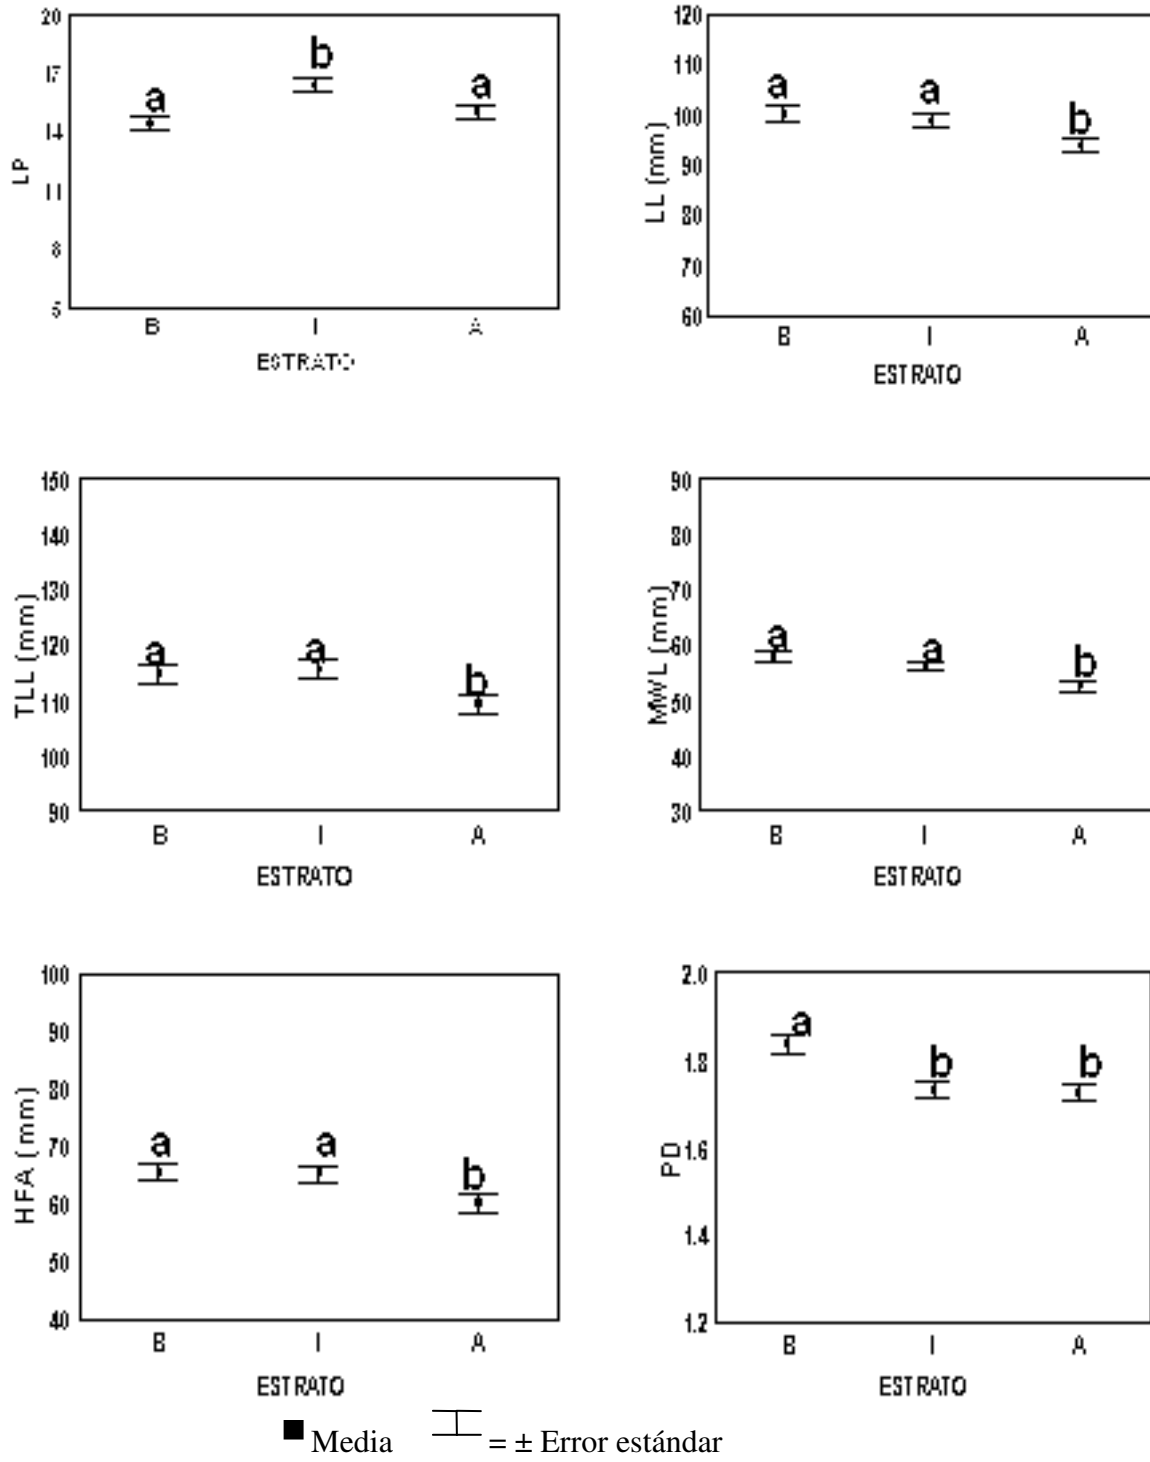 20
17
14
11
8
5
LP
a
b
a
B I A
ESTRATO
120
110
100
90
80
70
60
LL (mm)
a
a
b
B I A
ESTRATO
150
140
130
120
110
100
90
TLL (mm)
a
a
b
B I A
ESTRATO
90
80
70
60
50
40
30
MWL (mm)
a
a
b
B I A
ESTRATO
100
90
80
70
60
50
40
HFA (mm)
a
a
b
B I A
ESTRATO
2.0
1.8
1.6
1.4
1.2
PD
a
b
b
B I A
ESTRATO
Media = ± Error estándar